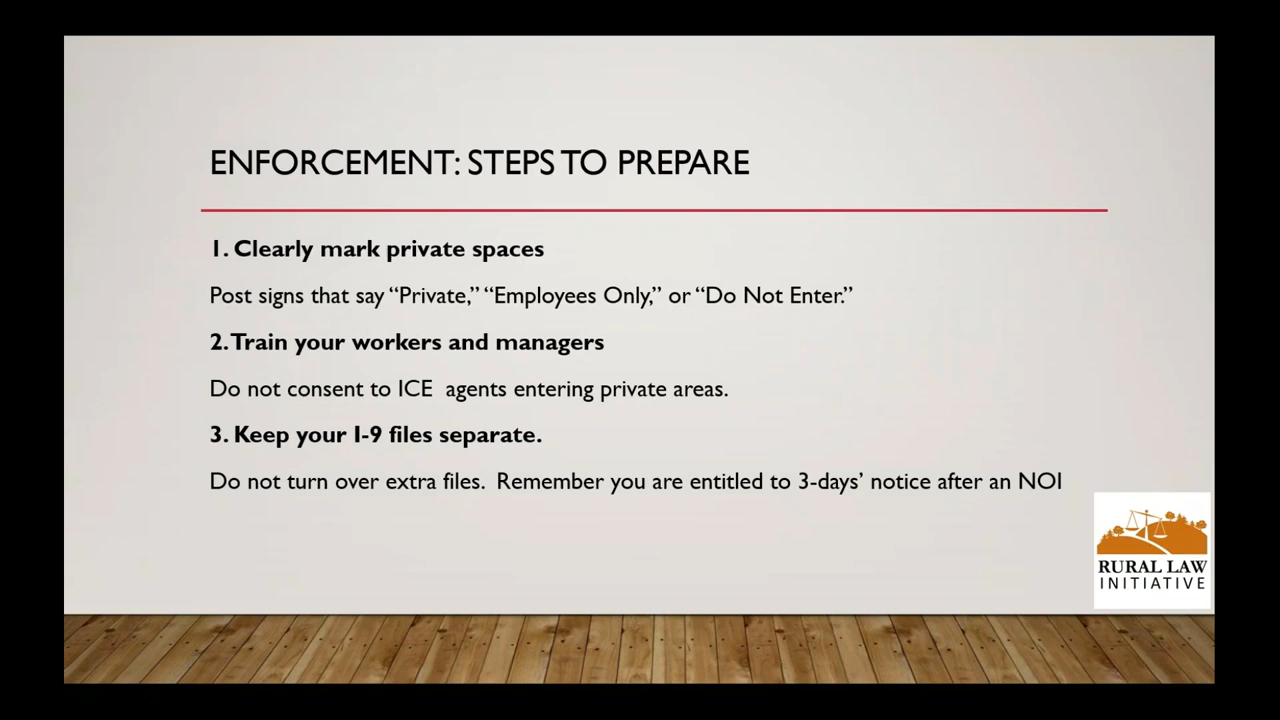 ENFORCEMENT: STEPS TO PREPARE
1. Clearly mark private spaces
Post signs that say “Private,” “Employees Only,” or “Do Not Enter.”
2. Train your workers and managers
Do not consent to ICE  agents entering private areas.
3. Keep your I-9 files separate.
Do not turn over extra files.  Remember you are entitled to 3-days’ notice after an NOI
RURAL LAW
INITIATIVE